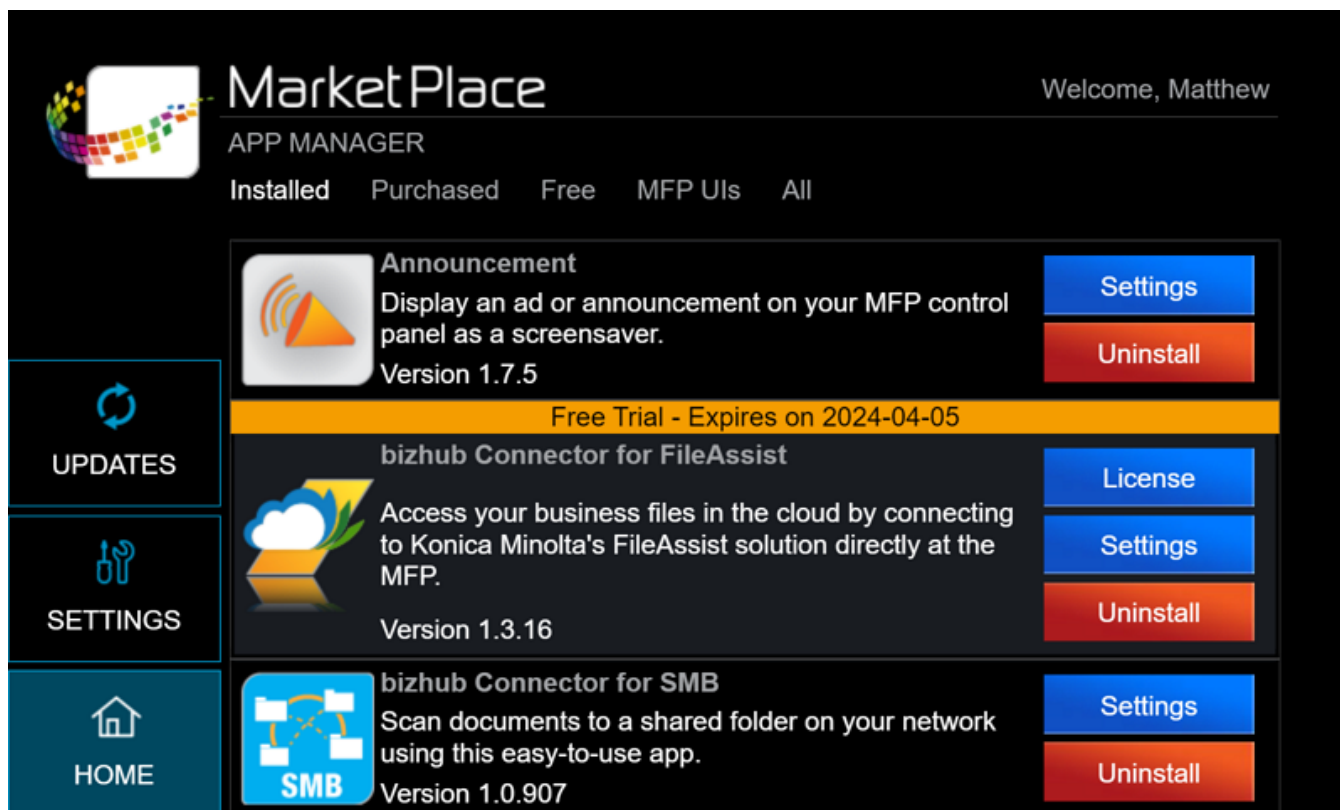 MarketPlace
Welcome, Matthew
APP MANAGER
Installed Purchased Free MFP UIs All
Announcement
Display an ad or announcement on your MFP control
panel as a screensaver.
Version 1.7.5
Settings
Uninstall
Free Trial - Expires on 2024-04-05
bizhub Connector for FileAssist
Access your business files in the cloud by connecting
to Konica Minolta's FileAssist solution directly at the
MFP.
Version 1.3.16
License
Settings
Uninstall
bizhub Connector for SMB
Scan documents to a shared folder on your network
using this easy-to-use app.
Version 1.0.907
SMB
Settings
Uninstall
UPDATES
SETTINGS
HOME